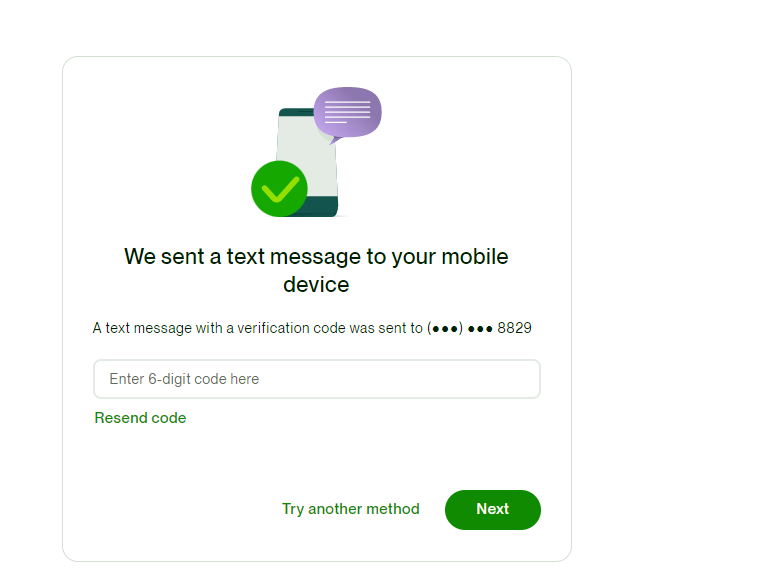 We sent a text message to your mobile
device
A text message with a verification code was sent to (●●●) ●●● 8829
Enter 6-digit code here
Resend code
Try another method
Next